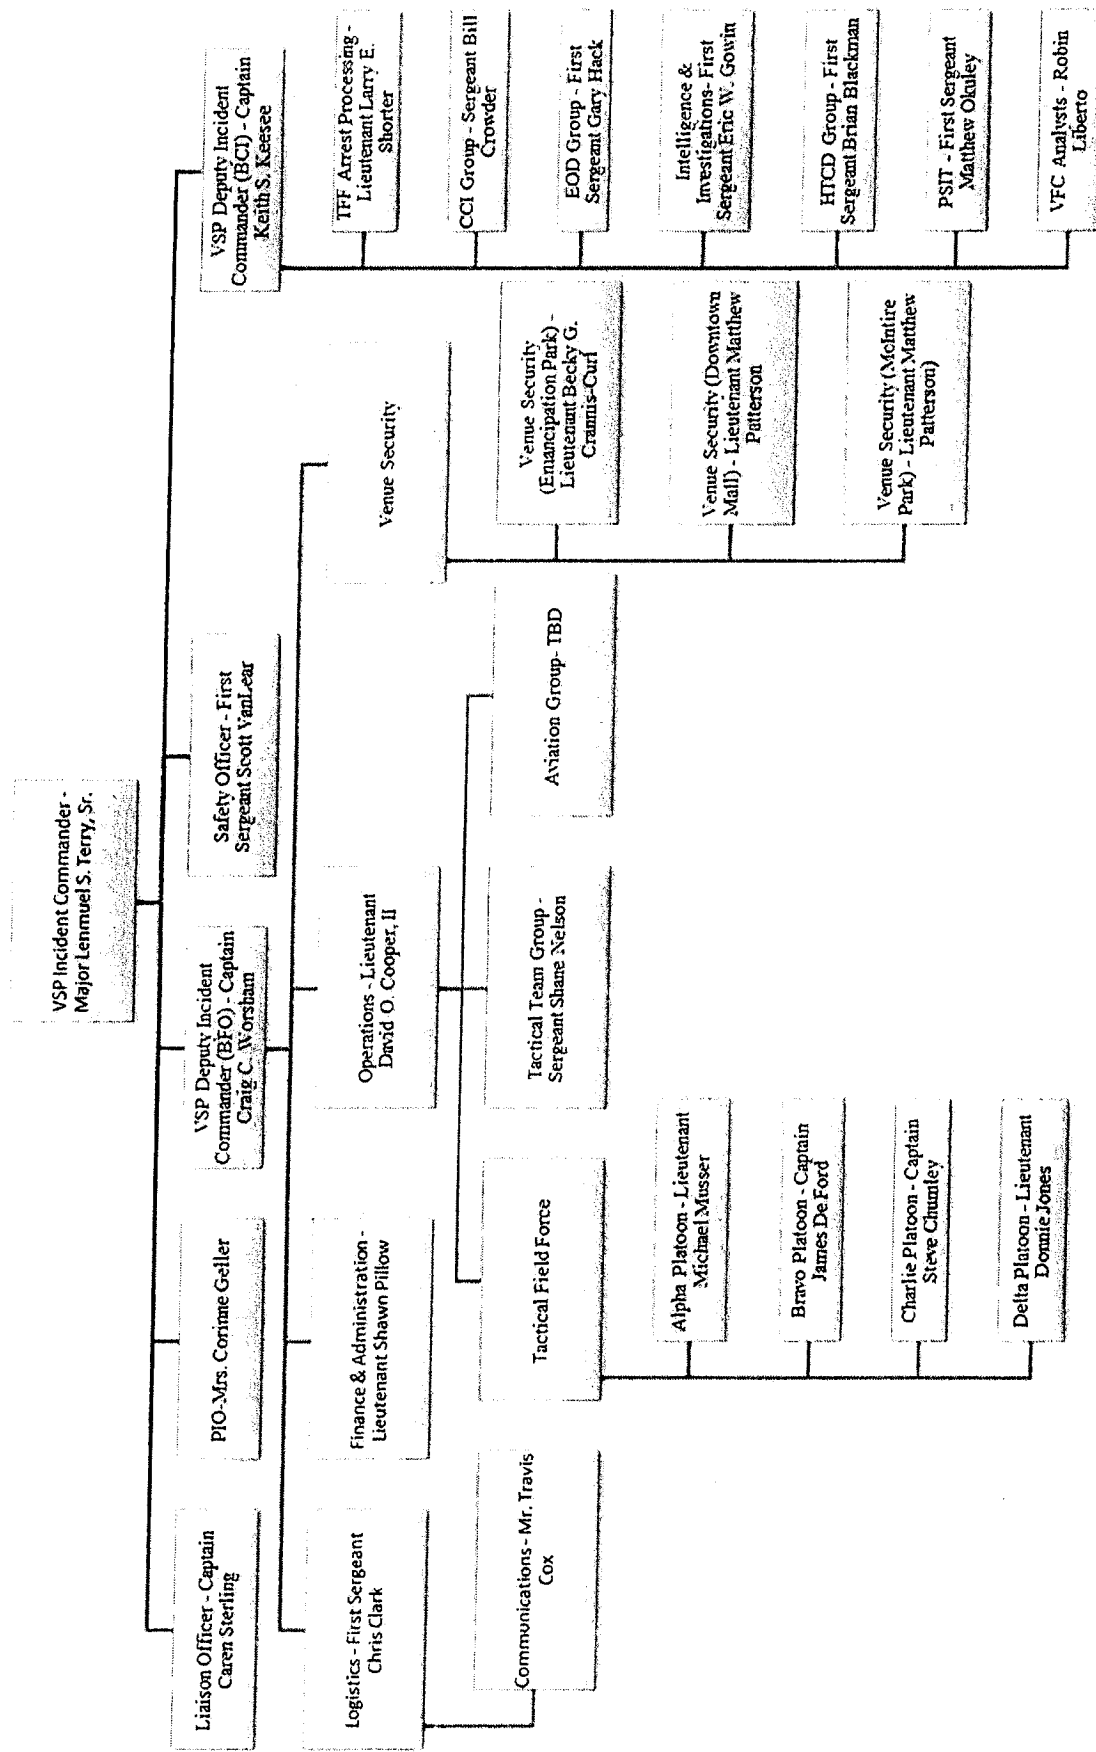 VSP Incident Commander -
Major Lenmuel S. Terry, Sr.
Liaison Officer - Captain
Caren Sterling
PIO-Mrs. Corinne Geller
VSP Deputy Incident
Commander (BFO) - Captain
Craig C. Worsham
Safety Officer - First
Sergeant Scott VanLear
VSP Deputy Incident
Commander (BCI) - Captain
Keith S. Keesee
Logistics - First Sergeant
Chris Clark
Finance & Administration -
Lieutenant Shawn Pillow
Operations - Lieutenant
David O. Cooper, II
Venue Security
Communications - Mr. Travis
Cox
Tactical Field Force
Tactical Team Group -
Sergeant Shane Nelson
Aviation Group- TBD
Alpha Platoon - Lieutenant
Michael Musser
Bravo Platoon - Captain
James De Ford
Charlie Platoon - Captain
Steve Chumley
Delta Platoon - Lieutenant
Donnie Jones
Venue Security
(Emancipation Park) -
Lieutenant Becky G.
Crannis-Curl
Venue Security (Downtown
Mall) - Lieutenant Matthew
Patterson
Venue Security (McIntire
Park) - Lieutenant Matthew
Patterson)
TFF Arrest Processing -
Lieutenant Larry E.
Shorter
CCI Group - Sergeant Bill
Crowder
EOD Group - First
Sergeant Gary Hack
Intelligence &
Investigations- First
Sergeant Eric W. Gowin
HTCD Group - First
Sergeant Brian Blackman
PSIT - First Sergeant
Matthew Okuley
VFC Analysts - Robin
Liberto